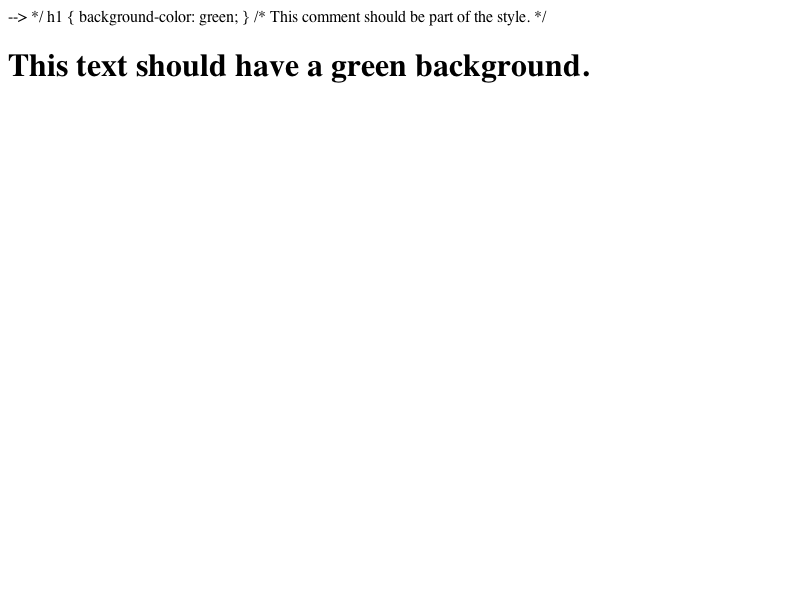 --> */ h1 { background-color: green; } /* This comment should be part of the style. */
This text should have a green background.